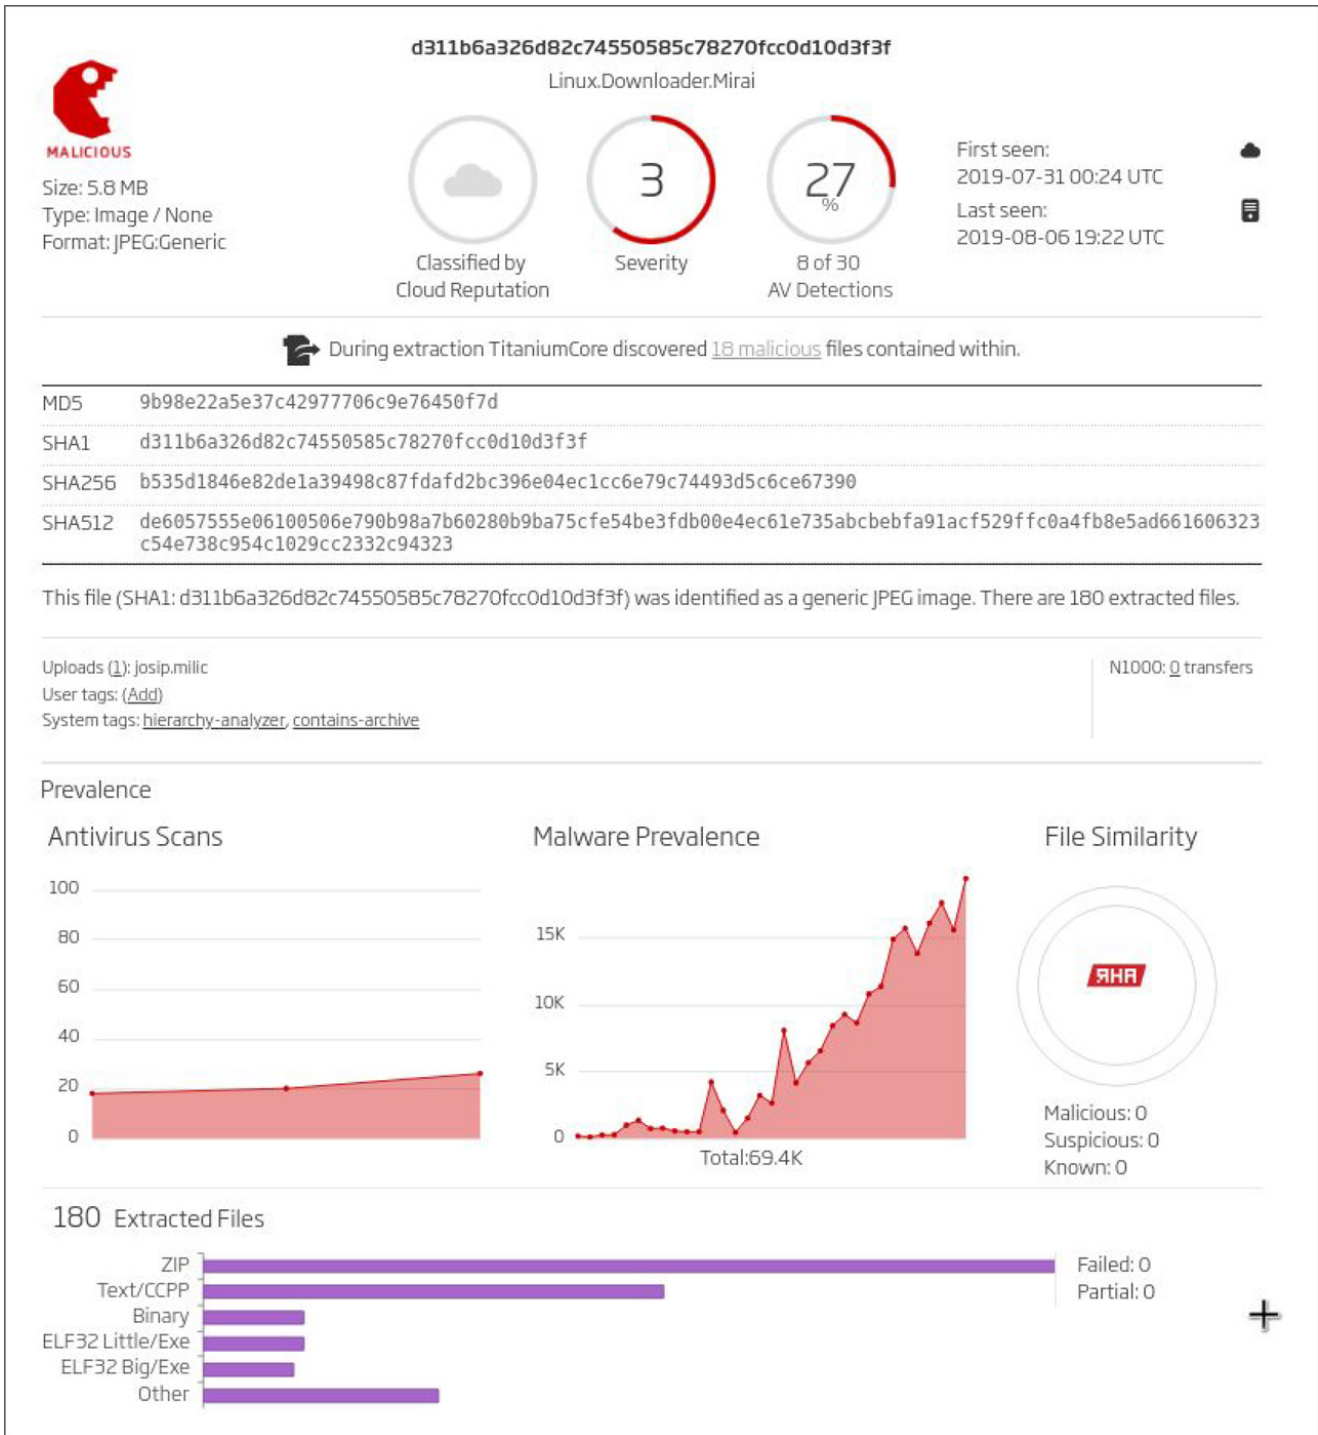 d311b6a326d82c74550585c78270fcc0d10d3f3f
Linux.Downloader.Mirai
MALICIOUS
Size: 5.8 MB
Type: Image / None
Format: JPEG:Generic
Classified by
Cloud Reputation
3
Severity
27
%
8 of 30
AV Detections
First seen:
2019-07-31 00:24 UTC
Last seen:
2019-08-06 19:22 UTC
During extraction TitaniumCore discovered 18 malicious files contained within.
MD5 9b98e22a5e37c42977706c9e76450f7d
SHA1 d311b6a326d82c74550585c78270fcc0d10d3f3f
SHA256 b535d1846e82de1a39498c87fdafd2bc396e04ec1cc6e79c74493d5c6ce67390
SHA512 de6057555e06100506e790b98a7b60280b9ba75cfe54be3fdb00e4ec61e735abcbebfa91acf529ffc0a4fb8e5ad661606323
c54e738c954c1029cc2332c94323
This file (SHA1: d311b6a326d82c74550585c78270fcc0d10d3f3f) was identified as a generic JPEG image. There are 180 extracted files.
Uploads (1): josip.milic
User tags: (Add)
System tags: hierarchy-analyzer, contains-archive
N1000: 0 transfers
Prevalence
Antivirus Scans
100
80
60
40
20
0
Malware Prevalence
15K
10K
5K
0
Total:69.4K
File Similarity
RHA
Malicious: 0
Suspicious: 0
Known: 0
180 Extracted Files
ZIP
Text/CCPP
Binary
ELF32 Little/Exe
ELF32 Big/Exe
Other
Failed: 0
Partial: 0